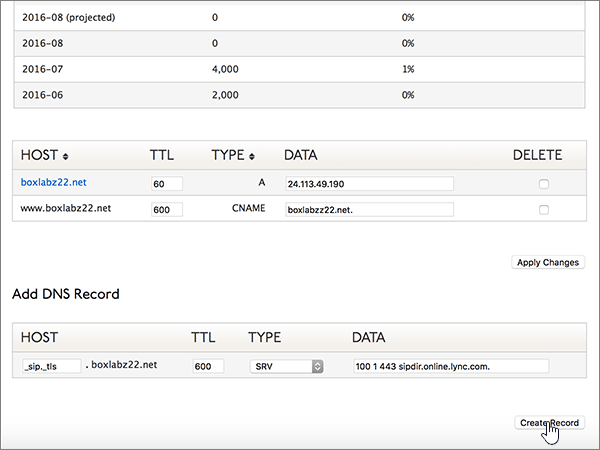 2016-08 (projected) 0 0%
2016-08 0 0%
2016-07 4,000 1%
2016-06 2,000 0%
HOST TTL TYPE DATA DELETE
boxlabz22.net 60 A 24.113.49.190
www.boxlabz22.net 600 CNAME boxlabzz22.net.
Apply Changes
Add DNS Record
HOST TTL TYPE DATA
_sip._tls . boxlabz22.net 600 SRV 100 1 443 sipdir.online.lync.com.
Create Record